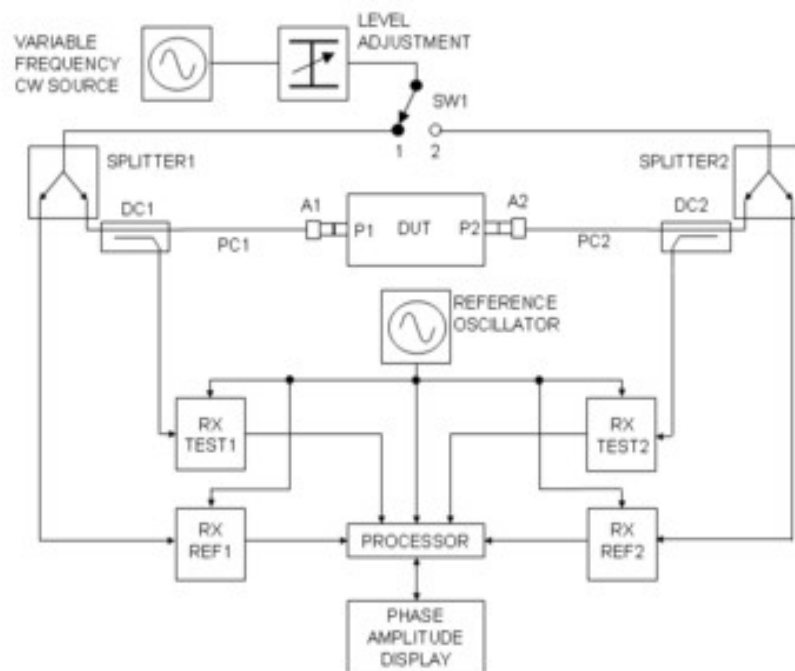 VARIABLE
FREQUENCY
CW SOURCE
LEVEL
ADJUSTMENT
SW1
1
2
SPLITTER1
SPLITTER2
DC1
DC2
A1
A2
P1
DUT
P2
PC1
PC2
REFERENCE
OSCILLATOR
RX
TEST1
RX
TEST2
RX
REF1
PROCESSOR
RX
REF2
PHASE
AMPLITUDE
DISPLAY